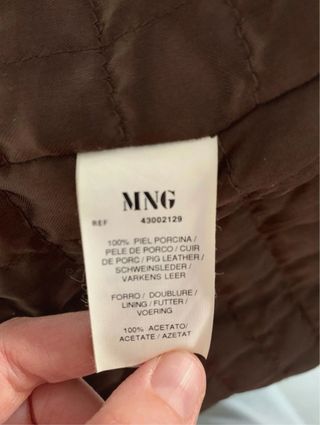 MNG
REF 43002129
100% PIEL PORCINA /
PELE DE PORCO / CUIR
DE PORC / PIG LEATHER /
SCHWEINSLEDER /
VARKENS LEER
FORRO / DOUBLURE /
LINING / FUTTER /
VOERING
100% ACETATO /
ACETATE / AZETAT